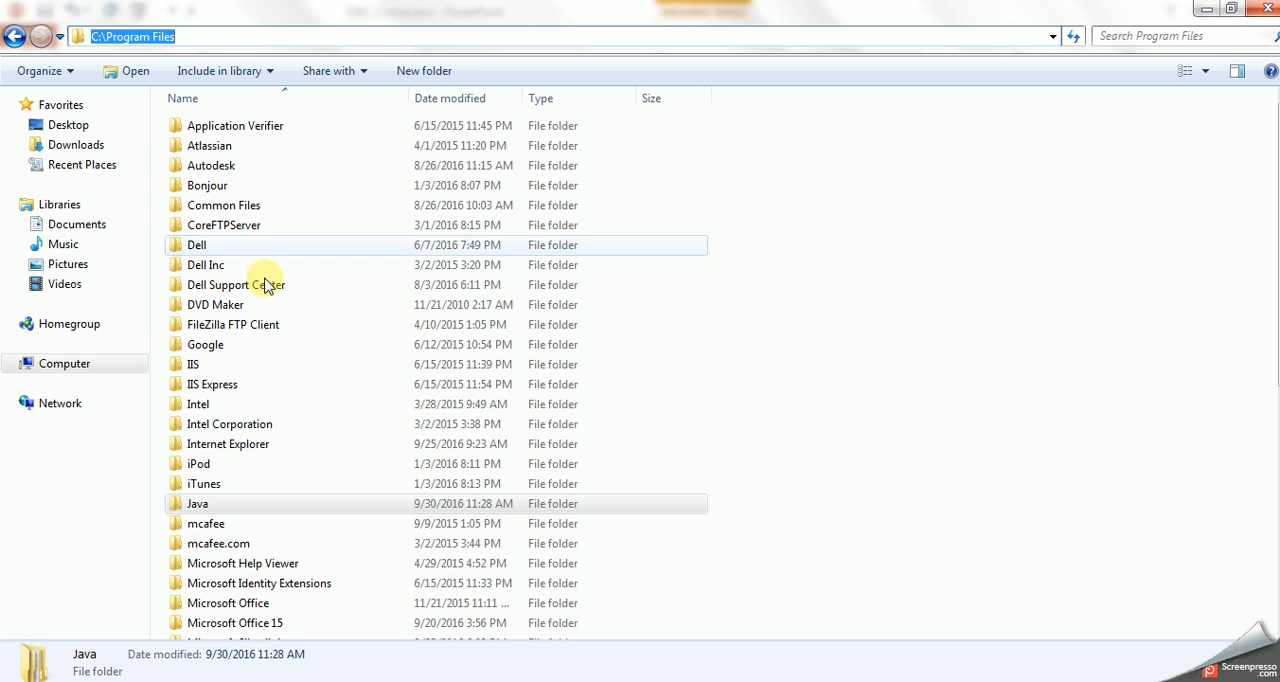 C:\Program Files
Search Program Files
Organize Open Include in library Share with New folder
Name Date modified Type Size
Favorites
Desktop
Downloads
Recent Places
Libraries
Documents
Music
Pictures
Videos
Homegroup
Computer
Network
Application Verifier 6/15/2015 11:45 PM File folder
Atlassian 4/1/2015 11:20 PM File folder
Autodesk 8/26/2016 11:15 AM File folder
Bonjour 1/3/2016 8:07 PM File folder
Common Files 8/26/2016 10:03 AM File folder
CoreFTPServer 3/1/2016 8:15 PM File folder
Dell 6/7/2016 7:49 PM File folder
Dell Inc 3/2/2015 3:20 PM File folder
Dell Support Center 8/3/2016 6:11 PM File folder
DVD Maker 11/21/2010 2:17 AM File folder
FileZilla FTP Client 4/10/2015 1:05 PM File folder
Google 6/12/2015 10:54 PM File folder
IIS 6/15/2015 11:39 PM File folder
IIS Express 6/15/2015 11:54 PM File folder
Intel 3/28/2015 9:49 AM File folder
Intel Corporation 3/2/2015 3:38 PM File folder
Internet Explorer 9/25/2016 9:23 AM File folder
iPod 1/3/2016 8:11 PM File folder
iTunes 1/3/2016 8:13 PM File folder
Java 9/30/2016 11:28 AM File folder
mcafee 9/9/2015 1:05 PM File folder
mcafee.com 3/2/2015 3:44 PM File folder
Microsoft Help Viewer 4/29/2015 4:52 PM File folder
Microsoft Identity Extensions 6/15/2015 11:33 PM File folder
Microsoft Office 11/21/2015 11:11 ... File folder
Microsoft Office 15 9/20/2016 3:56 PM File folder
Java Date modified: 9/30/2016 11:28 AM
File folder
Screenpresso
.com